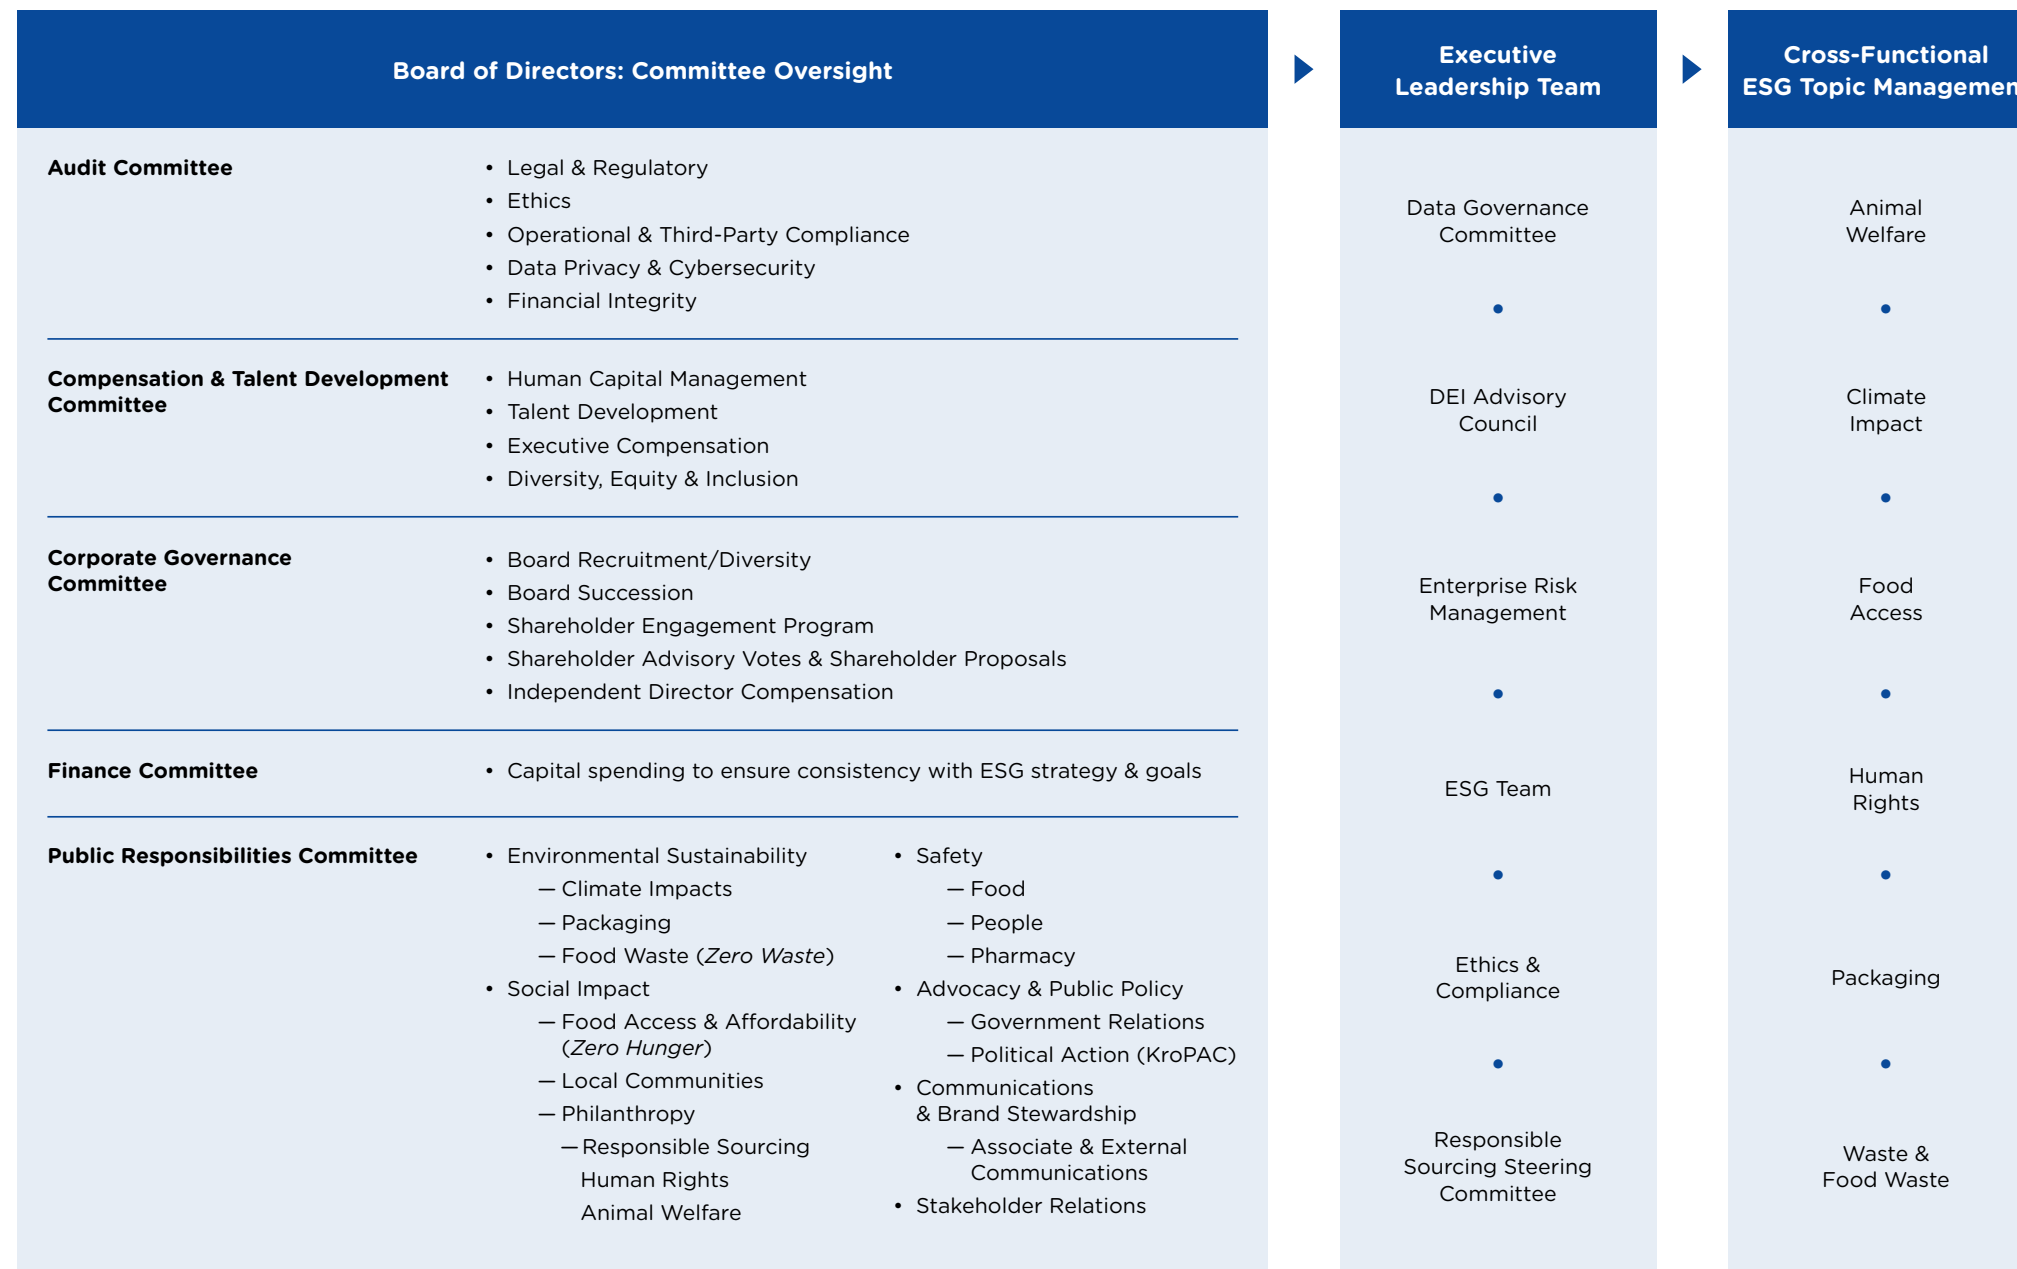 Board of Directors: Committee Oversight
Audit Committee
• Legal & Regulatory
• Ethics
• Operational & Third-Party Compliance
• Data Privacy & Cybersecurity
• Financial Integrity
Compensation & Talent Development
Committee
• Human Capital Management
• Talent Development
• Executive Compensation
• Diversity, Equity & Inclusion
Corporate Governance
Committee
• Board Recruitment/Diversity
• Board Succession
• Shareholder Engagement Program
• Shareholder Advisory Votes & Shareholder Proposals
• Independent Director Compensation
Finance Committee
• Capital spending to ensure consistency with ESG strategy & goals
Public Responsibilities Committee
• Environmental Sustainability
— Climate Impacts
— Packaging
— Food Waste (Zero Waste)
• Social Impact
— Food Access & Affordability
(Zero Hunger)
— Local Communities
— Philanthropy
— Responsible Sourcing
Human Rights
Animal Welfare
• Safety
— Food
— People
— Pharmacy
• Advocacy & Public Policy
— Government Relations
— Political Action (KroPAC)
• Communications
& Brand Stewardship
— Associate & External
Communications
• Stakeholder Relations
Executive
Leadership Team
Data Governance
Committee
DEI Advisory
Council
Enterprise Risk
Management
ESG Team
Ethics &
Compliance
Responsible
Sourcing Steering
Committee
Cross-Functional
ESG Topic Managemen
Animal
Welfare
Climate
Impact
Food
Access
Human
Rights
Packaging
Waste &
Food Waste